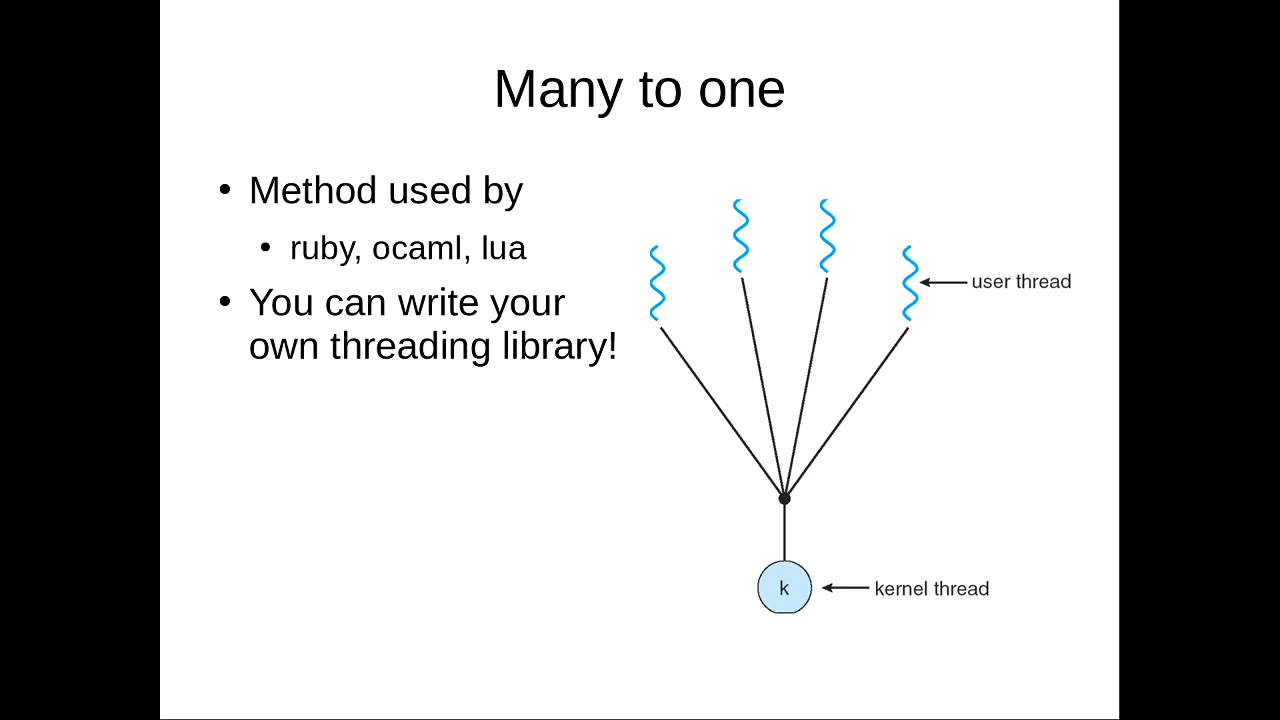 Many to one
• Method used by
• ruby, ocaml, lua
• You can write your
own threading library!
user thread
k
kernel thread